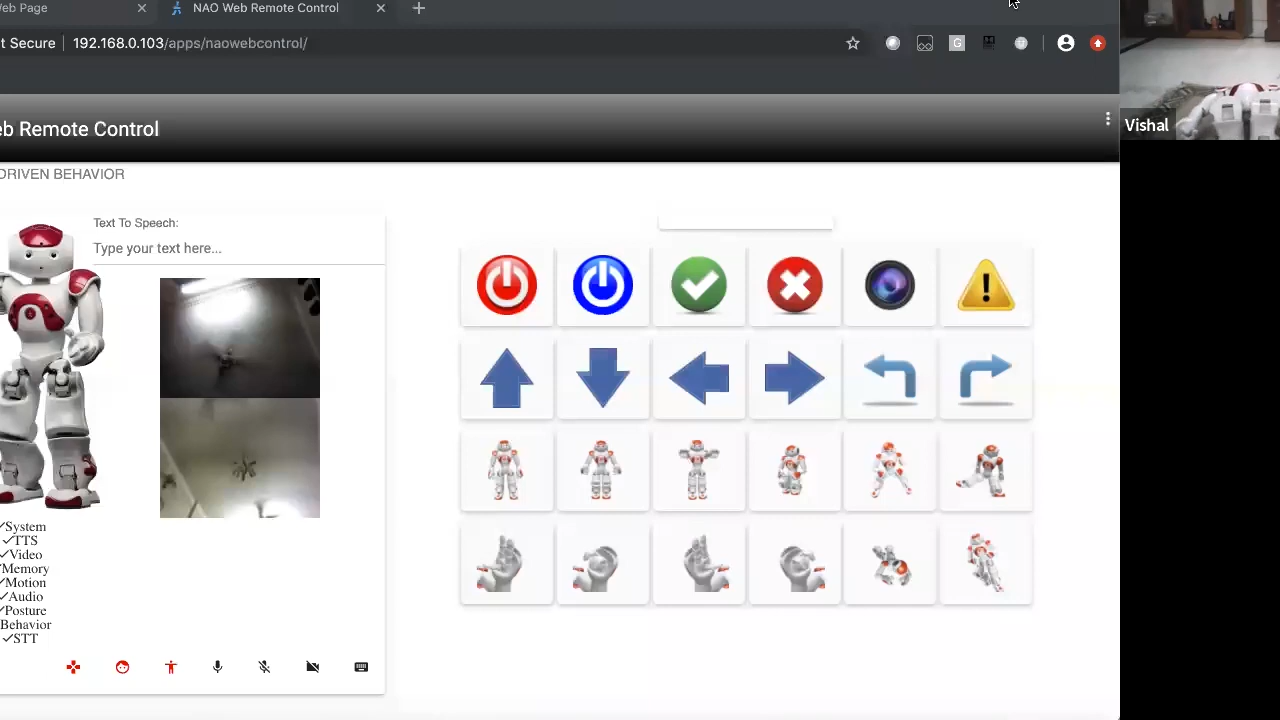 eb Page
NAO Web Remote Control
t Secure
192.168.0.103/apps/naowebcontrol/
G
eb Remote Control
Vishal
DRIVEN BEHAVIOR
Text To Speech:
Type your text here...
✓System
✓TTS
✓Video
Memory
✓Motion
✓Audio
✓Posture
Behavior
✓STT